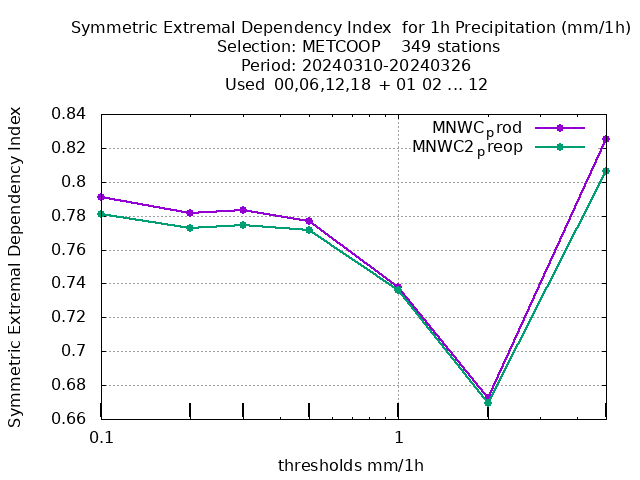 Symmetric Extremal Dependency Index for 1h Precipitation (mm/1h)
Selection: METCOOP 349 stations
Period: 20240310-20240326
Used 00,06,12,18 + 01 02 ... 12
Symmetric Extremal Dependency Index
0.84
0.82
0.8
0.78
0.76
0.74
0.72
0.7
0.68
0.66
MNWCprod
MNWC2preop
0.1
1
thresholds mm/1h